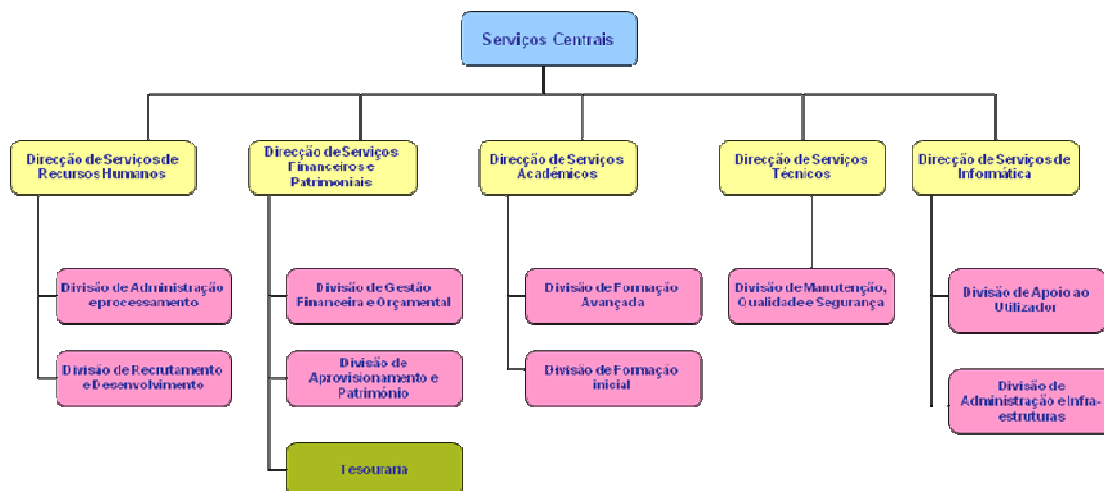 Serviços Centrais
Direcção de Serviços de
Recursos Humanos
Direcção de Serviços
Financeiros e
Patrimoniais
Direcção de Serviços
Académicos
Direcção de Serviços
Técnicos
Direcção de Serviços de
Informática
Divisão de Administração
e processamento
Divisão de Gestão
Financeira e Orçamental
Divisão de Formação
Avançada
Divisão de Manutenção,
Qualidade e Segurança
Divisão de Apoio ao
Utilizador
Divisão de Recrutamento
e Desenvolvimento
Divisão de
Aprovisionamento e
Património
Divisão de Formação
inicial
Divisão de
Administração e Infra-
estruturas
Tesouraria